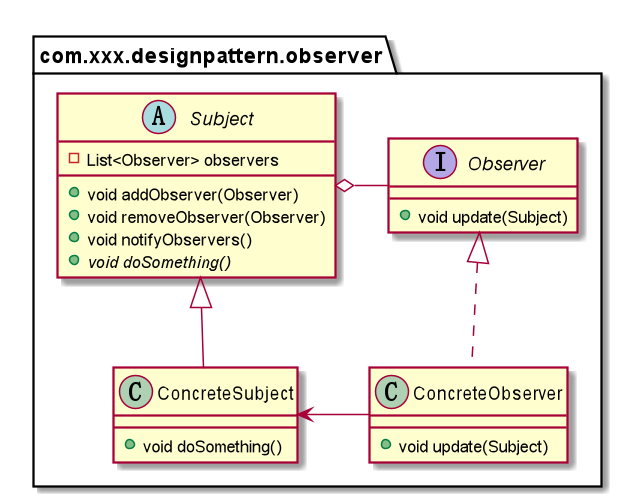 com.xxx.designpattern.observer
A Subject
List<Observer> observers
void addObserver(Observer)
void removeObserver(Observer)
void notifyObservers()
void doSomething()
I Observer
void update(Subject)
C ConcreteSubject
void doSomething()
C ConcreteObserver
void update(Subject)